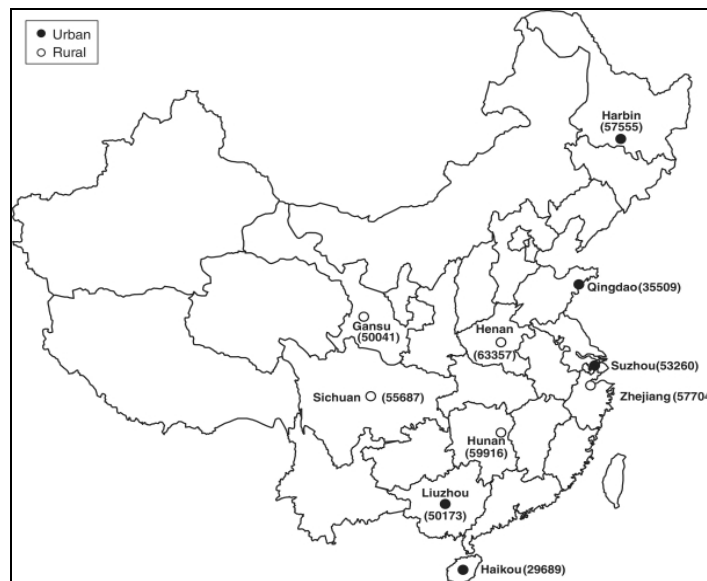 Urban
Rural
Harbin
(57555)
Qingdao (35509)
Gansu
(50041)
Henan
(63357)
Suzhou (53260)
Zhejiang (57704
Sichuan (55687)
Hunan
(59916)
Liuzhou
(50173)
Haikou (29689)